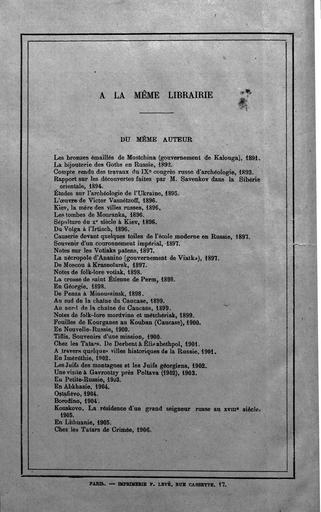 A LA MÊME LIBRAIRIE
DU MÊME AUTEUR
Les bronzes émaillés de Mostchina (gouvernement de Kalouga), 1891.
La bijouterie des Goths en Russie, 1892.
Compte rendu des travaux du IXe congrès russe d'archéologie, 1893.
Rapport sur les découvertes faites par M. Savenkov dans la Sibérie
orientale, 1894.
Études sur l'archéologie de l'Ukraine, 1895.
L'œuvre de Victor Vasnetzoff, 1896.
Kiev, la mère des villes russes, 1896.
Les tombes de Mouranka, 1896.
Sépulture du Xe siècle à Kiev, 1896.
Du Volga à l'Irtisch, 1896.
Causerie devant quelques toiles de l'école moderne en Russie, 1897.
Souvenir d'un couronnement impérial, 1897.
Notes sur les Votiaks païens, 1897.
La nécropole d'Ananino (gouvernement de Viatka), 1897.
De Moscou à Krasnoïarsk, 1897.
Notes de folk-lore votiak, 1898.
La crosse de saint Étienne de Perm, 1898.
En Géorgie, 1898.
De Penza à Minoussinsk, 1898.
Au sud de la chaîne du Caucase, 1899.
Au nord de la chaîne du Caucase, 1899.
Notes de folk-lore mordvine et métchériak, 1899.
Fouilles de Kourganes au Kouban (Caucase), 1900.
En Nouvelle-Russie, 1900.
Tiflis, Souvenirs d'une mission, 1900.
Chez les Tatars. De Derbent à Élisabethpol, 1901.
A travers quelques villes historiques de la Russie, 1901.
En Iméréthie, 1902.
Les Juifs des montagnes et les Juifs géorgiens, 1902.
Une visite à Gavrontzy près Poltava (1902), 1903.
En Petite-Russie, 1903.
En Abkhasie, 1904.
Ostafiévo, 1904.
Borodino, 1904.
Kouskovo. La résidence d'un grand seigneur russe au XVIIIe siècle,
1905.
En Lithuanie, 1905.
Chez les Tatars de Crimée, 1906.
PARIS. — IMPRIMERIE P. LEVÉ, RUE CASSETTE, 17.